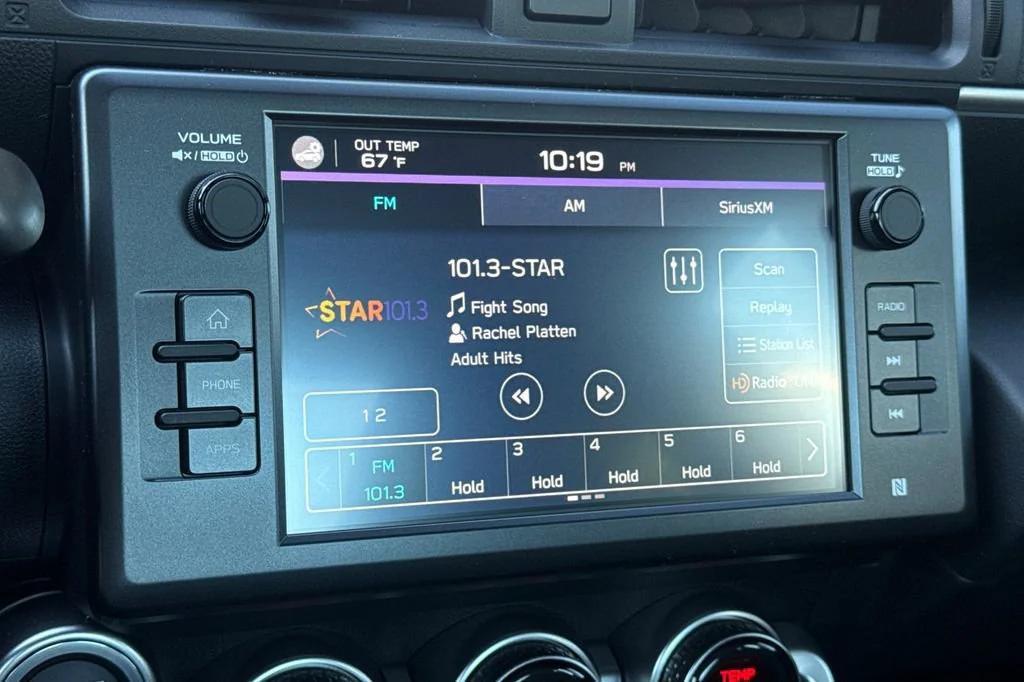 VOLUME
HOLD
OUT TEMP
67 °F
10:19 PM
TUNE
HOLD
FM
AM
SiriusXM
101.3-STAR
STAR101.3
Fight Song
Rachel Platten
Adult Hits
Scan
Replay
Station List
HD Radio
1 2
1
FM
101.3
2
Hold
3
Hold
4
Hold
5
Hold
6
Hold
PHONE
APPS
RADIO
N
TEMP